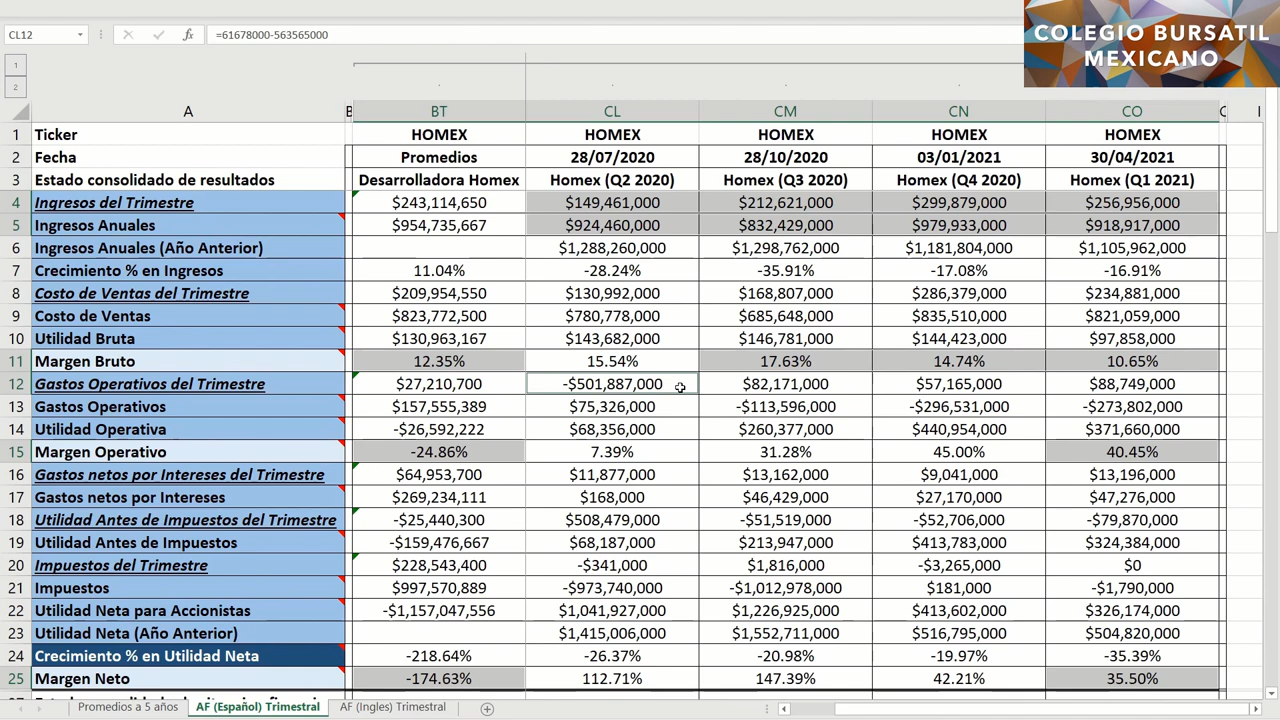 COLEGIO BURSATIL
MEXICANO
CL12 fx =61678000-563565000
1
2
A B BT CL CM CN CO
1 Ticker HOMEX HOMEX HOMEX HOMEX HOMEX
2 Fecha Promedios 28/07/2020 28/10/2020 03/01/2021 30/04/2021
3 Estado consolidado de resultados Desarrolladora Homex Homex (Q2 2020) Homex (Q3 2020) Homex (Q4 2020) Homex (Q1 2021)
4 Ingresos del Trimestre $243,114,650 $149,461,000 $212,621,000 $299,879,000 $256,956,000
5 Ingresos Anuales $954,735,667 $924,460,000 $832,429,000 $979,933,000 $918,917,000
6 Ingresos Anuales (Año Anterior) $1,288,260,000 $1,298,762,000 $1,181,804,000 $1,105,962,000
7 Crecimiento % en Ingresos 11.04% -28.24% -35.91% -17.08% -16.91%
8 Costo de Ventas del Trimestre $209,954,550 $130,992,000 $168,807,000 $286,379,000 $234,881,000
9 Costo de Ventas $823,772,500 $780,778,000 $685,648,000 $835,510,000 $821,059,000
10 Utilidad Bruta $130,963,167 $143,682,000 $146,781,000 $144,423,000 $97,858,000
11 Margen Bruto 12.35% 15.54% 17.63% 14.74% 10.65%
12 Gastos Operativos del Trimestre $27,210,700 -$501,887,000 $82,171,000 $57,165,000 $88,749,000
13 Gastos Operativos $157,555,389 $75,326,000 -$113,596,000 -$296,531,000 -$273,802,000
14 Utilidad Operativa -$26,592,222 $68,356,000 $260,377,000 $440,954,000 $371,660,000
15 Margen Operativo -24.86% 7.39% 31.28% 45.00% 40.45%
16 Gastos netos por Intereses del Trimestre $64,953,700 $11,877,000 $13,162,000 $9,041,000 $13,196,000
17 Gastos netos por Intereses $269,234,111 $168,000 $46,429,000 $27,170,000 $47,276,000
18 Utilidad Antes de Impuestos del Trimestre -$25,440,300 $508,479,000 -$51,519,000 -$52,706,000 -$79,870,000
19 Utilidad Antes de Impuestos -$159,476,667 $68,187,000 $213,947,000 $413,783,000 $324,384,000
20 Impuestos del Trimestre $228,543,400 -$341,000 $1,816,000 -$3,265,000 $0
21 Impuestos $997,570,889 -$973,740,000 -$1,012,978,000 $181,000 -$1,790,000
22 Utilidad Neta para Accionistas -$1,157,047,556 $1,041,927,000 $1,226,925,000 $413,602,000 $326,174,000
23 Utilidad Neta (Año Anterior) $1,415,006,000 $1,552,711,000 $516,795,000 $504,820,000
24 Crecimiento % en Utilidad Neta -218.64% -26.37% -20.98% -19.97% -35.39%
25 Margen Neto -174.63% 112.71% 147.39% 42.21% 35.50%
Promedios a 5 años AF (Español) Trimestral AF (Ingles) Trimestral